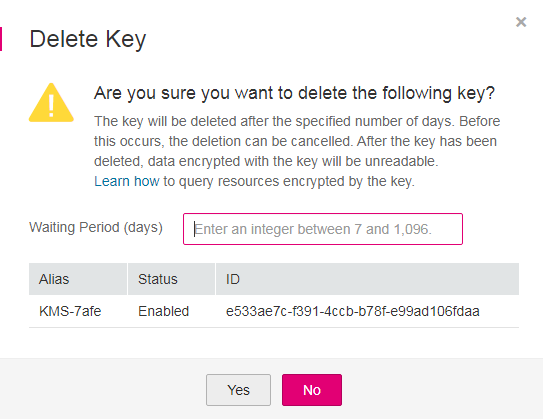 Delete Key
×
Are you sure you want to delete the following key?
The key will be deleted after the specified number of days. Before
this occurs, the deletion can be cancelled. After the key has been
deleted, data encrypted with the key will be unreadable.
Learn how to query resources encrypted by the key.
Waiting Period (days) Enter an integer between 7 and 1,096.
Alias Status ID
KMS-7afe Enabled e533ae7c-f391-4ccb-b78f-e99ad106fdaa
Yes No